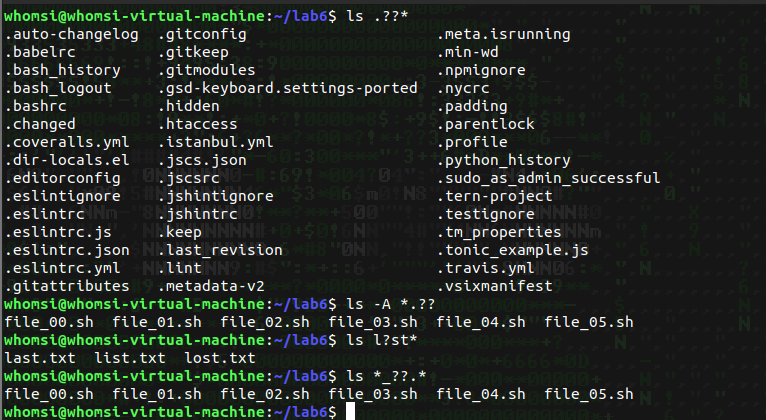 whomsi@whomsi-virtual-machine:~/lab6$ ls .??*
.auto-changelog .gitconfig .meta.isrunning
.babelrc .gitkeep .min-wd
.bash_history .gitmodules .npmignore
.bash_logout .gsd-keyboard.settings-ported .nycrc
.bashrc .hidden .padding
.changed .htaccess .parentlock
.coveralls.yml .istanbul.yml .profile
.dir-locals.el .jscs.json .python_history
.editorconfig .jscsrc .sudo_as_admin_successful
.eslintignore .jshintignore .tern-project
.eslintrc .jshintrc .testignore
.eslintrc.js .keep .tm_properties
.eslintrc.json .last_revision .tonic_example.js
.eslintrc.yml .lint .travis.yml
.gitattributes .metadata-v2 .vsixmanifest
whomsi@whomsi-virtual-machine:~/lab6$ ls -A *.??
file_00.sh file_01.sh file_02.sh file_03.sh file_04.sh file_05.sh
whomsi@whomsi-virtual-machine:~/lab6$ ls l?st*
last.txt list.txt lost.txt
whomsi@whomsi-virtual-machine:~/lab6$ ls *_??.*
file_00.sh file_01.sh file_02.sh file_03.sh file_04.sh file_05.sh
whomsi@whomsi-virtual-machine:~/lab6$